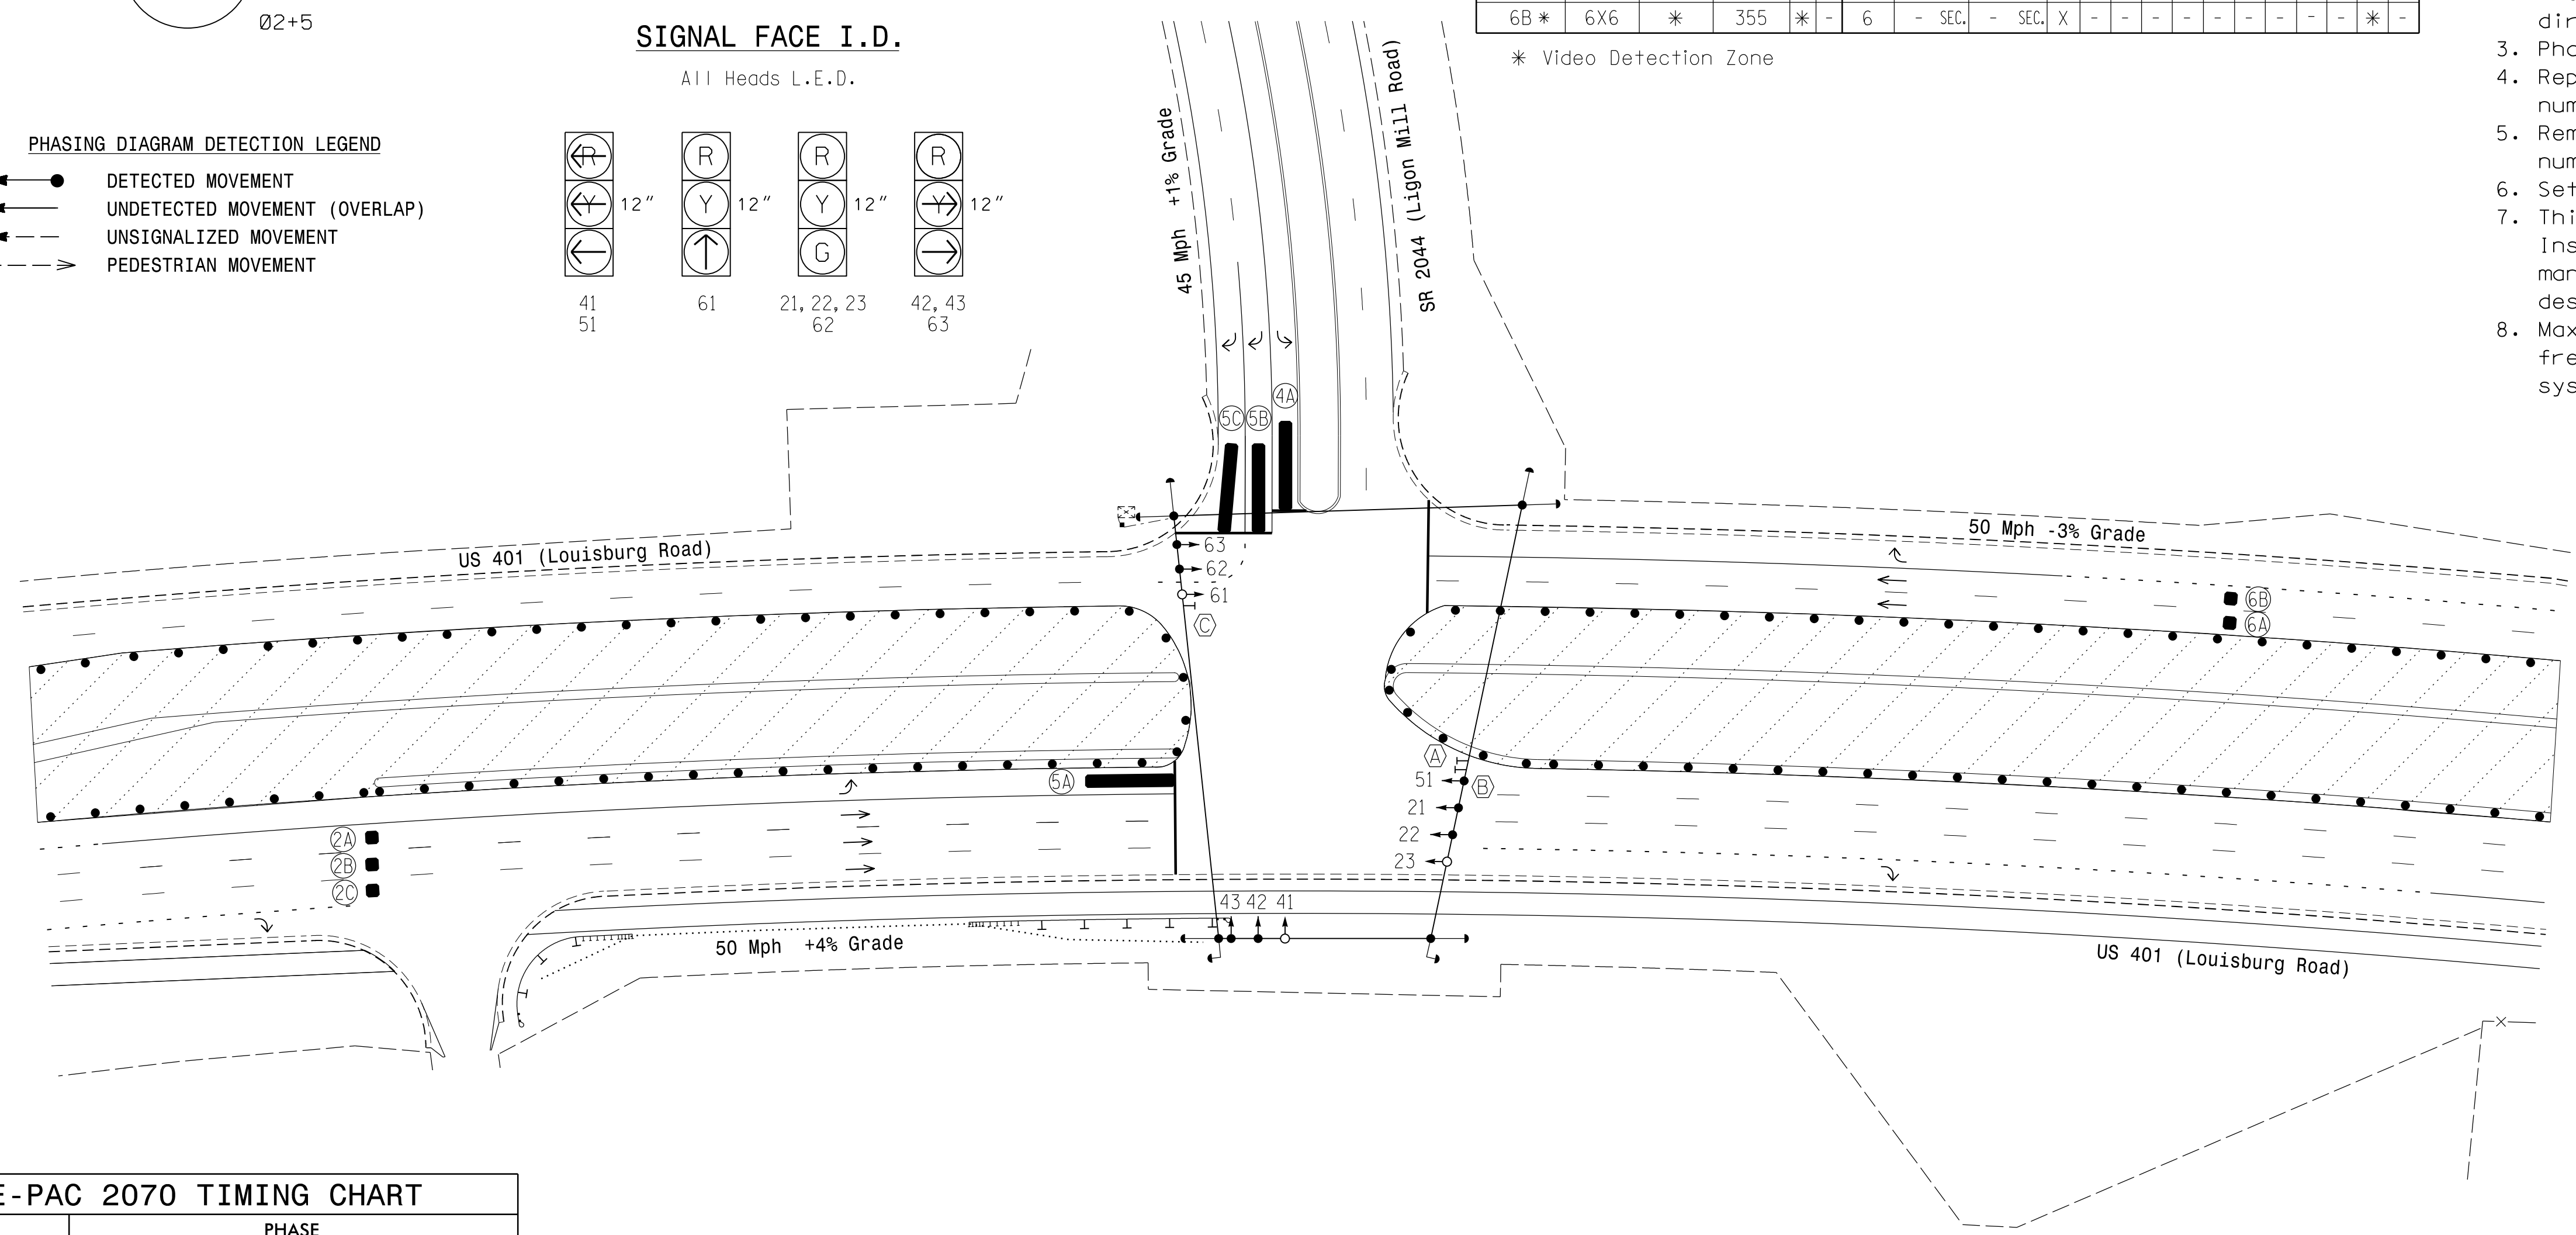 Ø2+5
SIGNAL FACE I.D.
All Heads L.E.D.
6B * 6X6 * 355 * - 6 - SEC. - SEC. X - - - - - - - - - * -
* Video Detection Zone
3.
4.
5.
6. Set
7.
8. Max
PHASING DIAGRAM DETECTION LEGEND
DETECTED MOVEMENT
UNDETECTED MOVEMENT (OVERLAP)
UNSIGNALIZED MOVEMENT
PEDESTRIAN MOVEMENT
R R R R
Y 12" Y 12" Y 12" Y 12"
G
41 61 21, 22, 23 42, 43
51 62 63
45 Mph +1% Grade
SR 2044 (Ligon Mill Road)
4A
5C 5B
US 401 (Louisburg Road)
50 Mph -3% Grade
63
62
61
C
6B
6A
A
5A
51
B
21
22
23
2A
2B
2C
43 42 41
50 Mph +4% Grade
US 401 (Louisburg Road)
E-PAC 2070 TIMING CHART
PHASE